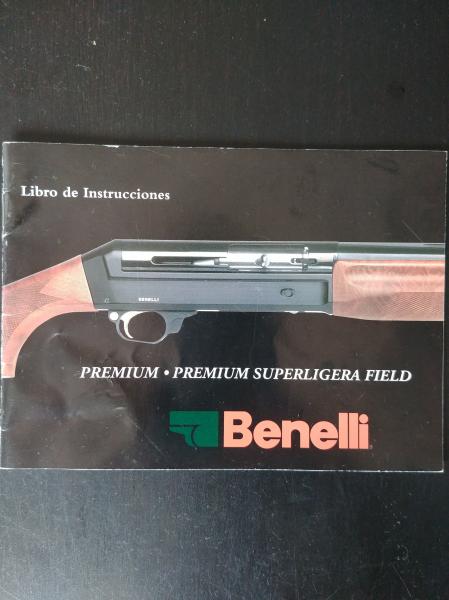 Libro de Instrucciones
BENELLI
PREMIUM • PREMIUM SUPERLIGERA FIELD
Benelli®